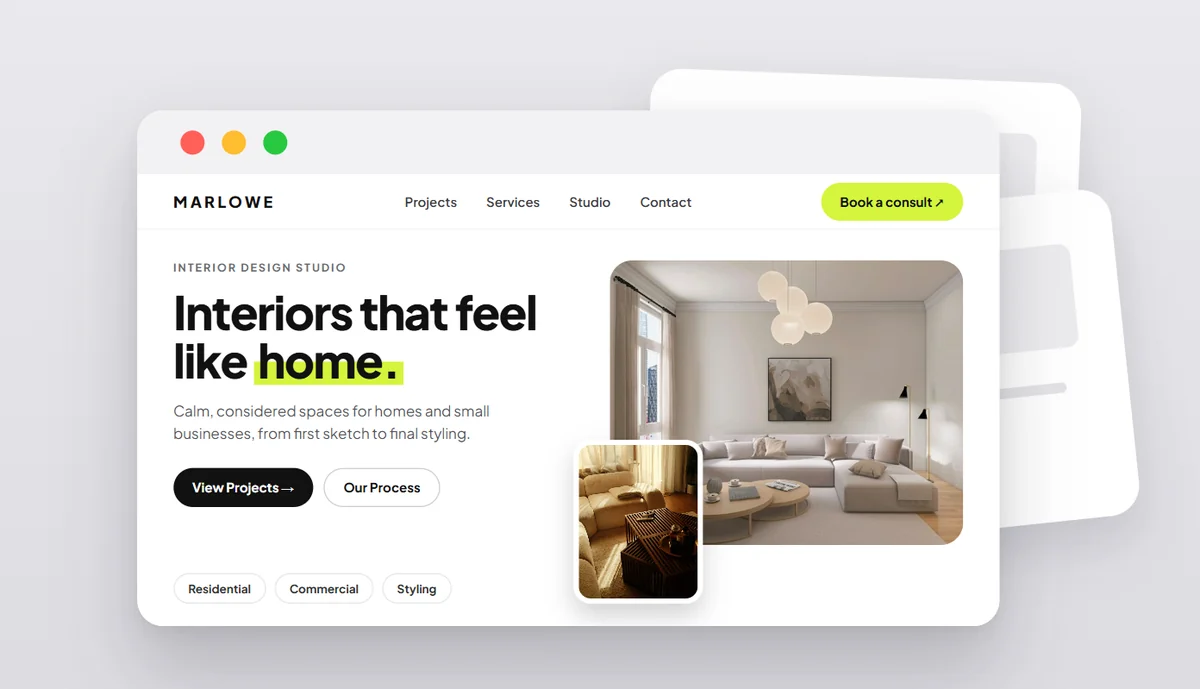 MARLOWE
Projects
Services
Studio
Contact
Book a consult ↗
INTERIOR DESIGN STUDIO
Interiors that feel
like home.
Calm, considered spaces for homes and small
businesses, from first sketch to final styling.
View Projects →
Our Process
Residential
Commercial
Styling